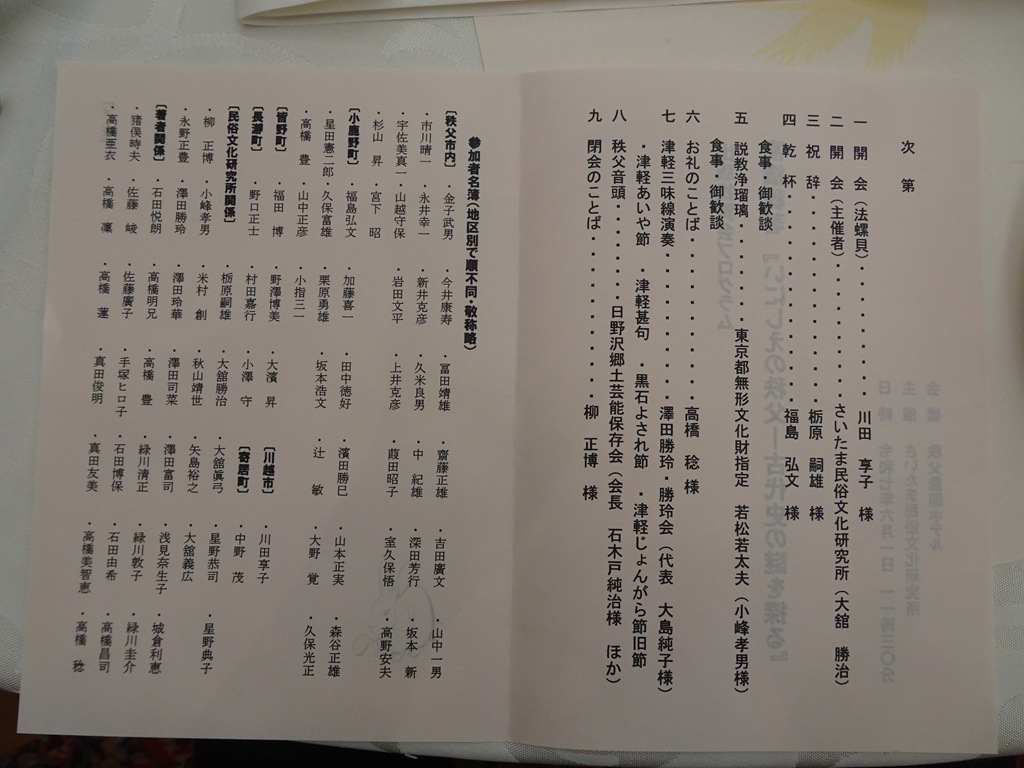 次　第
一　開　会（法螺貝）・・・・・・・・川田　享子　様
二　開　会（主催者）・・・・・・・・さいたま民俗文化研究所（大舘　勝治）
三　祝　辞・・・・・・・・・・・・栃原　嗣雄　様
四　乾　杯・・・・・・・・・・・・福島　弘文　様
食事・御歓談
五　説教浄瑠璃・・・・・・東京都無形文化財指定　若松若太夫（小峰孝男様）
食事・御歓談
六　お礼のことば・・・・・・・・・高橋　稔　様
七　津軽三味線演奏・・・・・・・・澤田勝玲・勝玲会（代表　大島純子様）
・津軽あいや節　・津軽甚句　・黒石よされ節　・津軽じょんがら節旧節
八　秩父音頭・・・・・・・日野沢郷土芸能保存会（会長　石木戸純治様　ほか）
九　閉会のことば・・・・・・・・・柳　正博　様
参加者名簿（地区別で順不同・敬称略）
【秩父市内】　・金子武男　・今井康寿　・冨田靖雄　・齋藤正雄　・吉田廣文　・山中一男
・市川晴一　・永井幸一　・新井克彦　・久米良男　・中　紀雄　・深田芳行　・坂本　新
・宇佐美真一　・山越守保　・岩田文平　・上井克彦　・葭田昭子　・室久保悟　・高野安夫
・杉山　昇　・宮下　昭
【小鹿野町】　・福島弘文　・加藤喜一　・田中徳好　・濱田勝巳　・山本正実　・森谷正雄
・星田憲二郎　・久保富雄　・栗原勇雄　・坂本浩文　・辻　敏　・大野　覚　・久保光正
・高橋　豊　・山中正彦　・小指三一
【皆野町】　・福田　博　・野澤博美　・大濱　昇　【川越市】　・川田享子
【長瀞町】　・野口正士　・村田嘉行　・小澤　守　【寄居町】　・中野　茂
【民俗文化研究所関係】　・栃原嗣雄　・大舘勝治　・大舘眞弓　・星野恭司　・星野典子
・柳　正博　・小峰孝男　・米村　創　・秋山靖世　・矢島裕之　・大舘義広
・永野正豊　・澤田勝玲　・澤田玲華　・澤田司菜　・澤田富司　・浅見奈生子　・城倉利恵
【著者関係】　・石田悦朗　・高橋明兄　・高橋　豊　・緑川清正　・緑川敦子　・緑川圭介
・猪俣時夫　・佐藤　峻　・佐藤廣子　・手塚ヒロ子　・石田博保　・石田由希　・高橋昌司
・高橋亜衣　・高橋　凜　・高橋　蓮　・真田俊明　・真田友美　・高橋美智恵　・高橋　稔